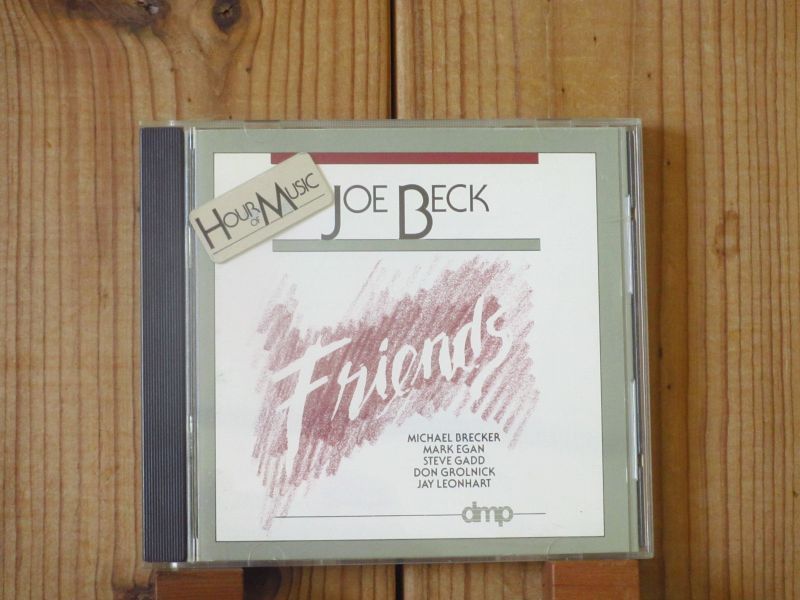 HOUR OF MUSIC
JOE BECK
Friends
MICHAEL BRECKER
MARK EGAN
STEVE GADD
DON GROLNICK
JAY LEONHART
dmp